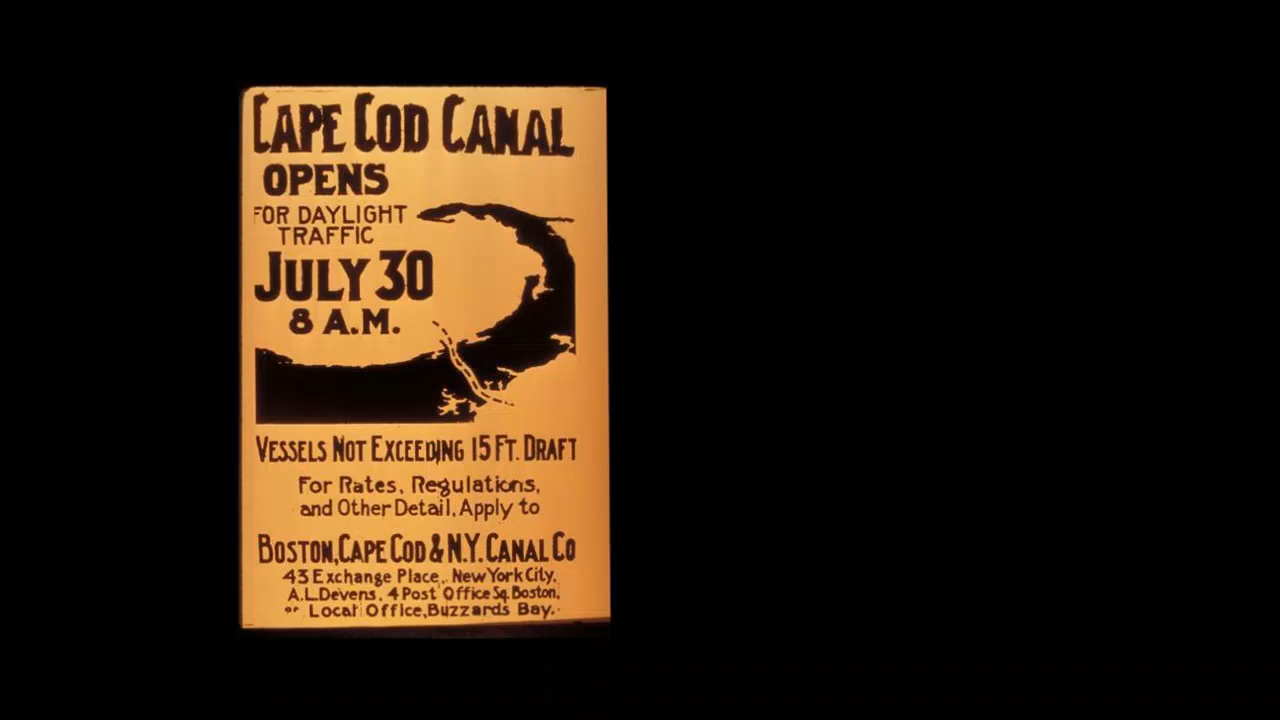 CAPE COD CANAL
OPENS
FOR DAYLIGHT
TRAFFIC
JULY 30
8 A.M.
VESSELS NOT EXCEEDING 15 FT. DRAFT
For Rates, Regulations,
and Other Detail, Apply to
BOSTON, CAPE COD & N.Y. CANAL CO
43 Exchange Place, New York City.
A.L. Devens, 4 Post Office Sq. Boston.
or Local Office, Buzzards Bay.